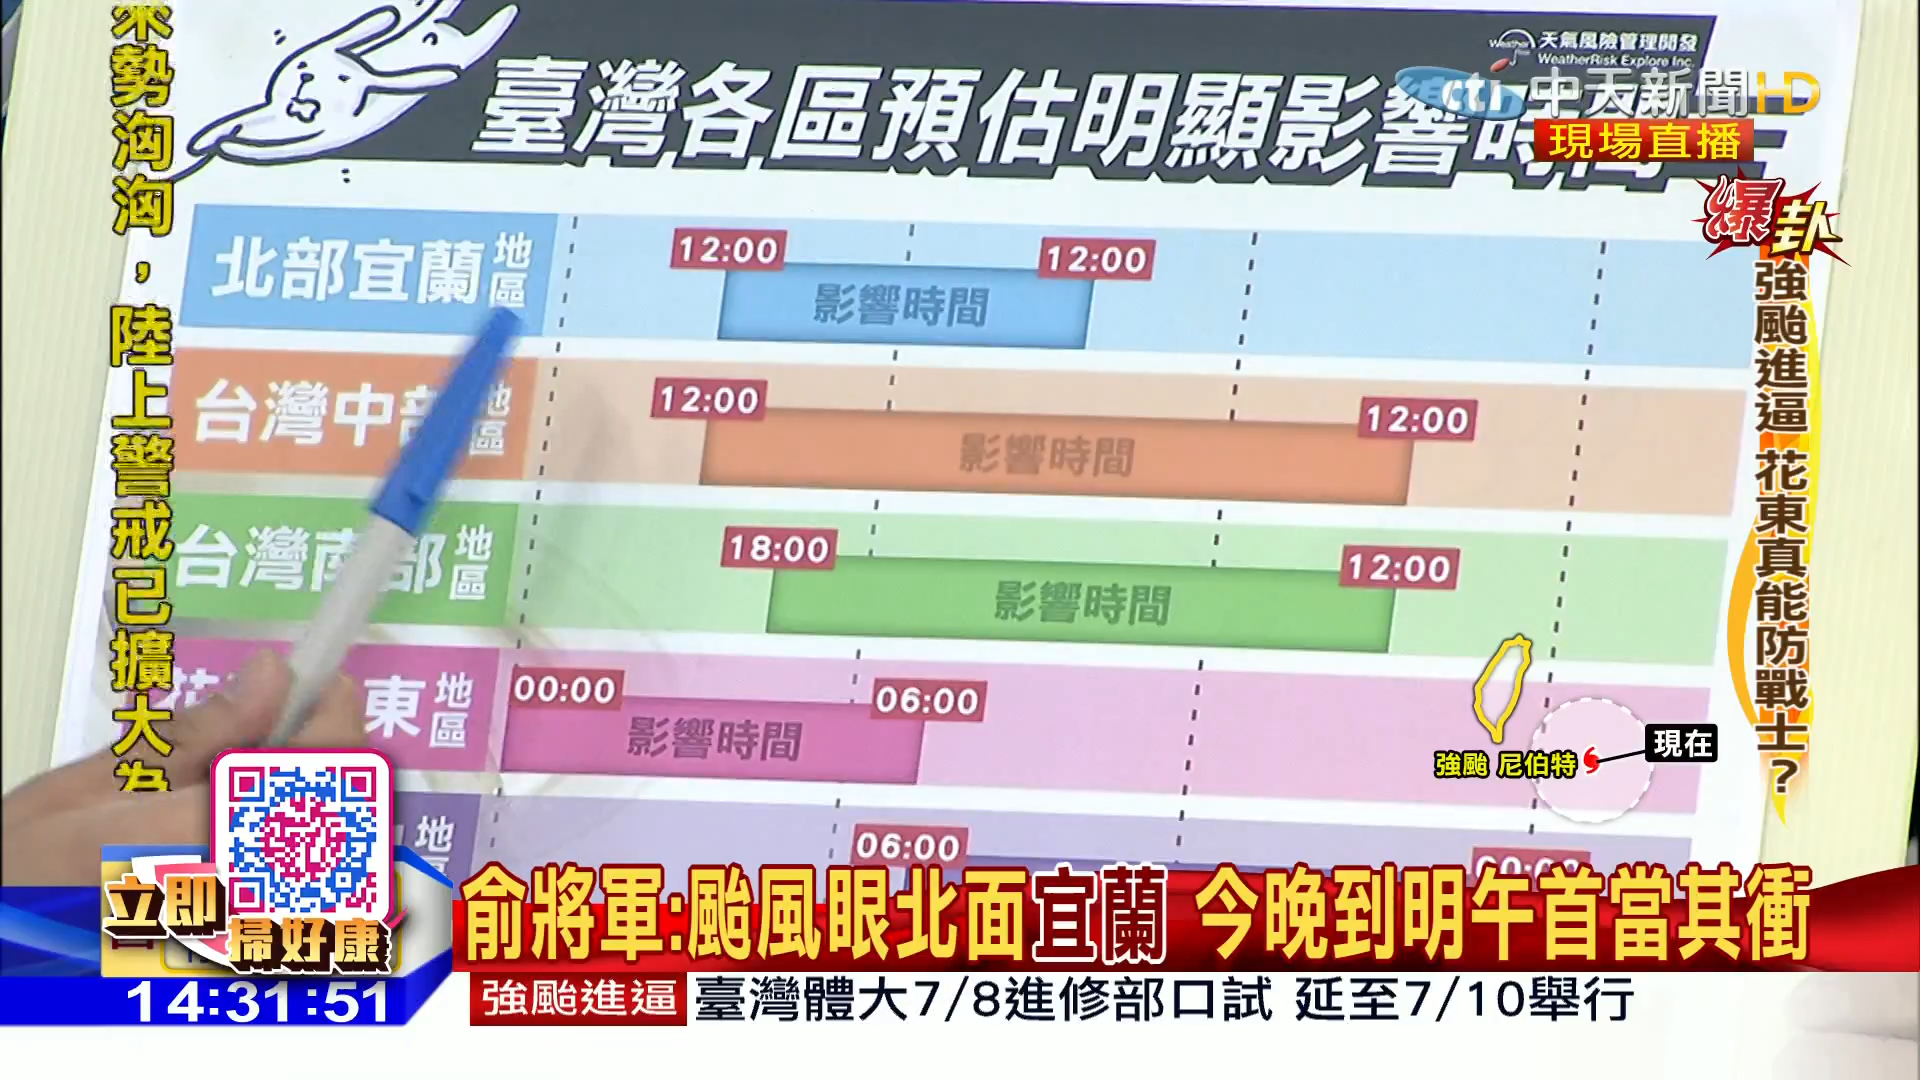 來勢洶洶，陸上警戒已擴大為
天氣風險管理開發
WeatherRisk Explore Inc.
臺灣各區預估明顯影響時間
cti 中天新聞HD
現場直播
爆卦
強颱進逼 花東真能防戰士？
北部宜蘭地區
12:00
12:00
影響時間
台灣中部地區
12:00
12:00
影響時間
台灣南部地區
18:00
12:00
影響時間
花 東地區
00:00
06:00
影響時間
地區
06:00
00:00
強颱 尼伯特
現在
立即
掃好康
俞將軍:颱風眼北面宜蘭 今晚到明午首當其衝
14:31:51
強颱進逼
臺灣體大7/8進修部口試 延至7/10舉行